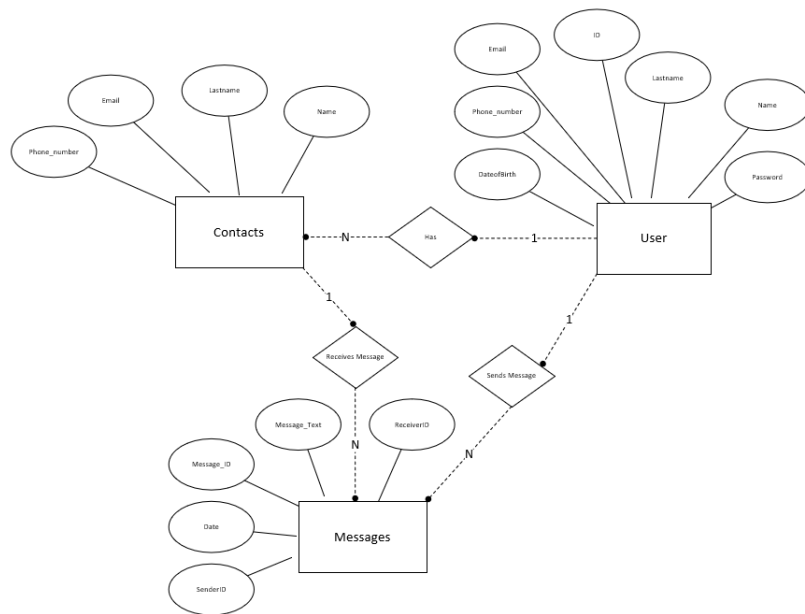 ID
Email
Lastname
Email
Lastname
Name
Name
Phone_number
Phone_number
DateofBirth
Password
Contacts
N
Has
1
User
1
1
Receives Message
Sends Message
Message_Text
ReceiverID
N
N
Message_ID
Date
Messages
SenderID